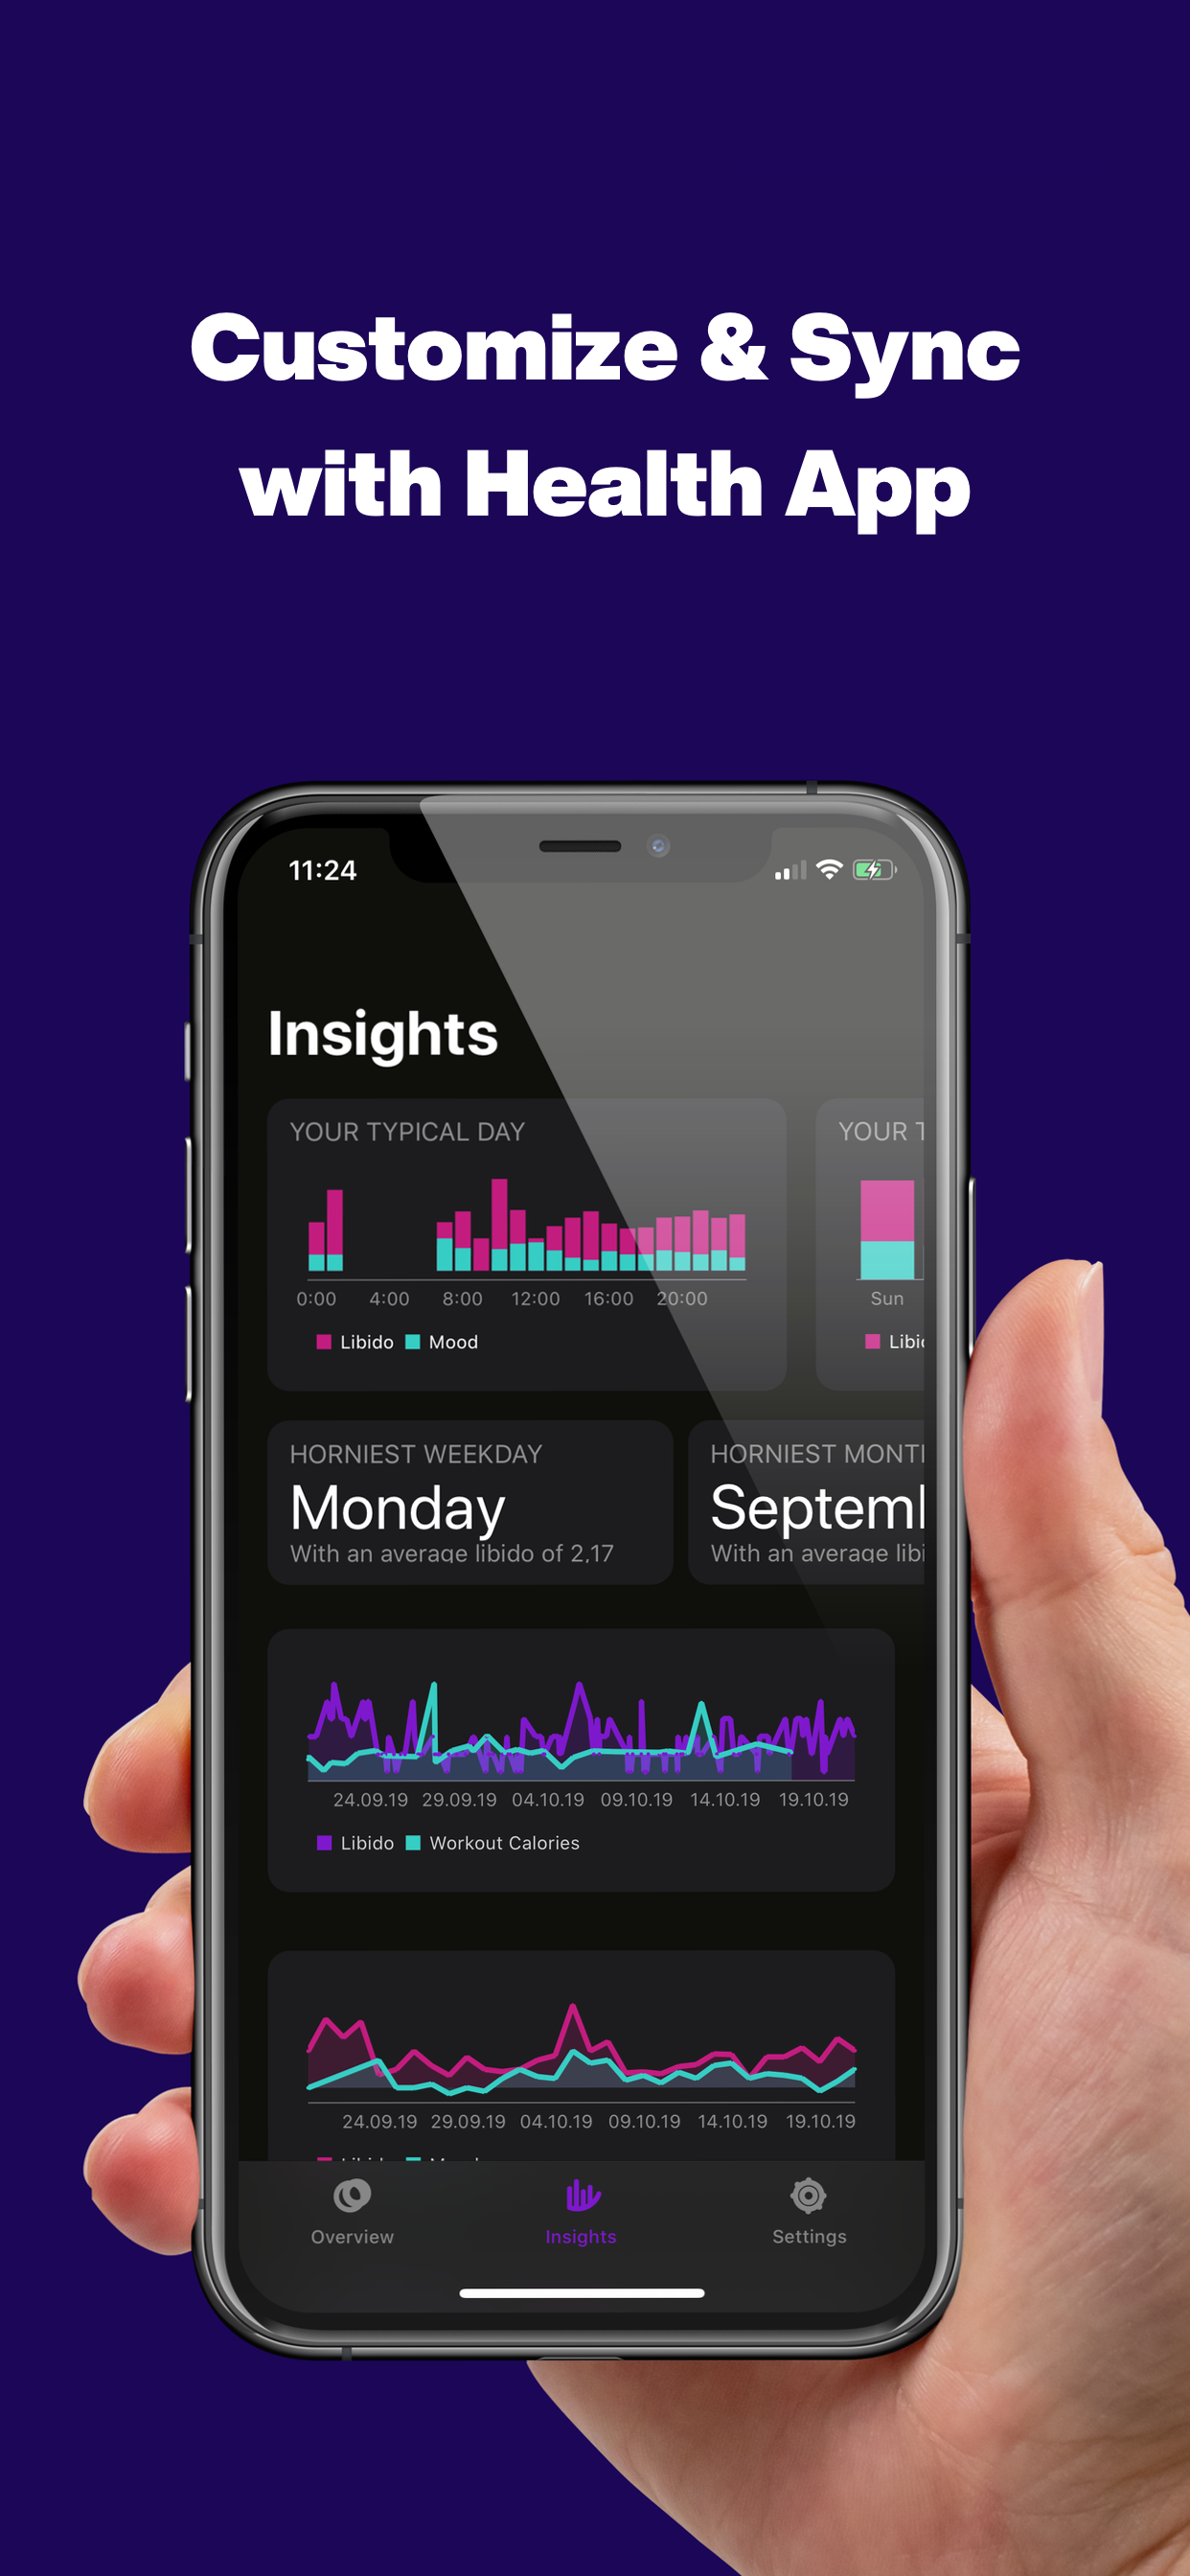 Customize & Sync
with Health App
11:24
Insights
YOUR TYPICAL DAY
YOUR T
0:00 4:00 8:00 12:00 16:00 20:00
Sun
Libido Mood
Libid
HORNIEST WEEKDAY
HORNIEST MONTH
Monday
Septemb
With an average libido of 2,17
With an average libi
24.09.19 29.09.19 04.10.19 09.10.19 14.10.19 19.10.19
Libido Workout Calories
24.09.19 29.09.19 04.10.19 09.10.19 14.10.19 19.10.19
Overview Insights Settings